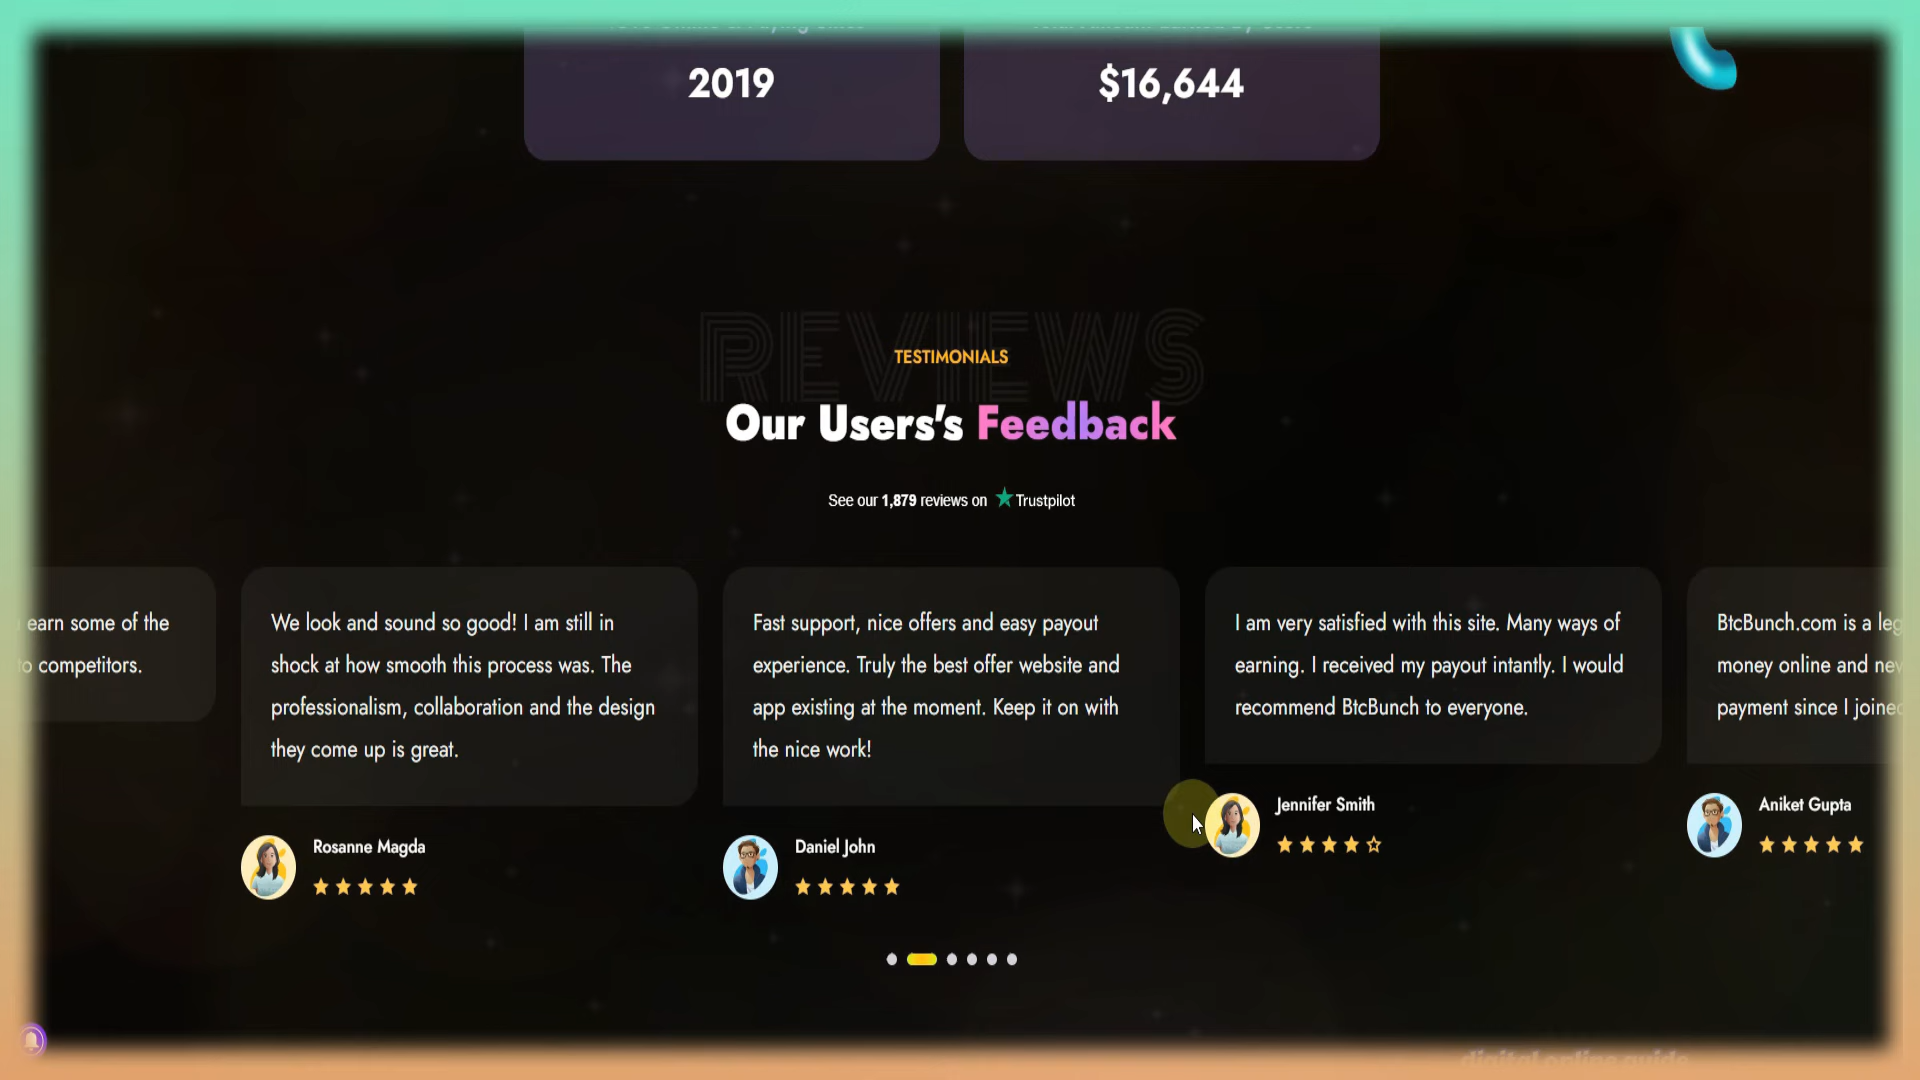 2019
$16,644
REVIEWS
TESTIMONIALS
Our Users's Feedback
See our 1,879 reviews on Trustpilot
earn some of the
competitors.
We look and sound so good! I am still in
shock at how smooth this process was. The
professionalism, collaboration and the design
they come up is great.
Rosanne Magda
Fast support, nice offers and easy payout
experience. Truly the best offer website and
app existing at the moment. Keep it on with
the nice work!
Daniel John
I am very satisfied with this site. Many ways of
earning. I received my payout intantly. I would
recommend BtcBunch to everyone.
Jennifer Smith
BtcBunch.com is a
money online and
payment since I
Aniket Gupta
digital online guide